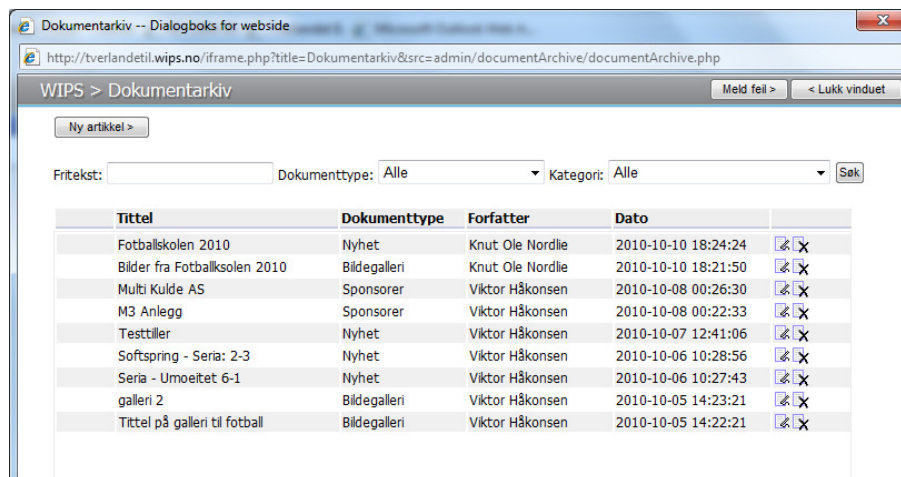 Dokumentarkiv -- Dialogboks for webside
http://tverlandetil.wips.no/iframe.php?title=Dokumentarkiv&src=admin/documentArchive/documentArchive.php
WIPS > Dokumentarkiv Meld feil > < Lukk vinduet
Ny artikkel >
Fritekst: Dokumenttype: Alle Kategori: Alle Søk
Tittel Dokumenttype Forfatter Dato
Fotballskolen 2010 Nyhet Knut Ole Nordlie 2010-10-10 18:24:24
Bilder fra Fotballksolen 2010 Bildegalleri Knut Ole Nordlie 2010-10-10 18:21:50
Multi Kulde AS Sponsorer Viktor Håkonsen 2010-10-08 00:26:30
M3 Anlegg Sponsorer Viktor Håkonsen 2010-10-08 00:22:33
Testtiller Nyhet Viktor Håkonsen 2010-10-07 12:41:06
Softspring - Seria: 2-3 Nyhet Viktor Håkonsen 2010-10-06 10:28:56
Seria - Umoeitet 6-1 Nyhet Viktor Håkonsen 2010-10-06 10:27:43
galleri 2 Bildegalleri Viktor Håkonsen 2010-10-05 14:23:21
Tittel på galleri til fotball Bildegalleri Viktor Håkonsen 2010-10-05 14:22:21